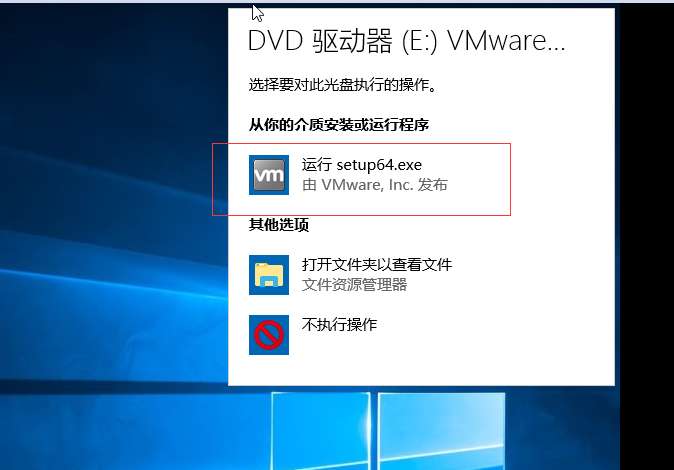 DVD 驱动器 (E:) VMware...
选择要对此光盘执行的操作。
从你的介质安装或运行程序
vm
运行 setup64.exe
由 VMware, Inc. 发布
其他选项
打开文件夹以查看文件
文件资源管理器
不执行操作